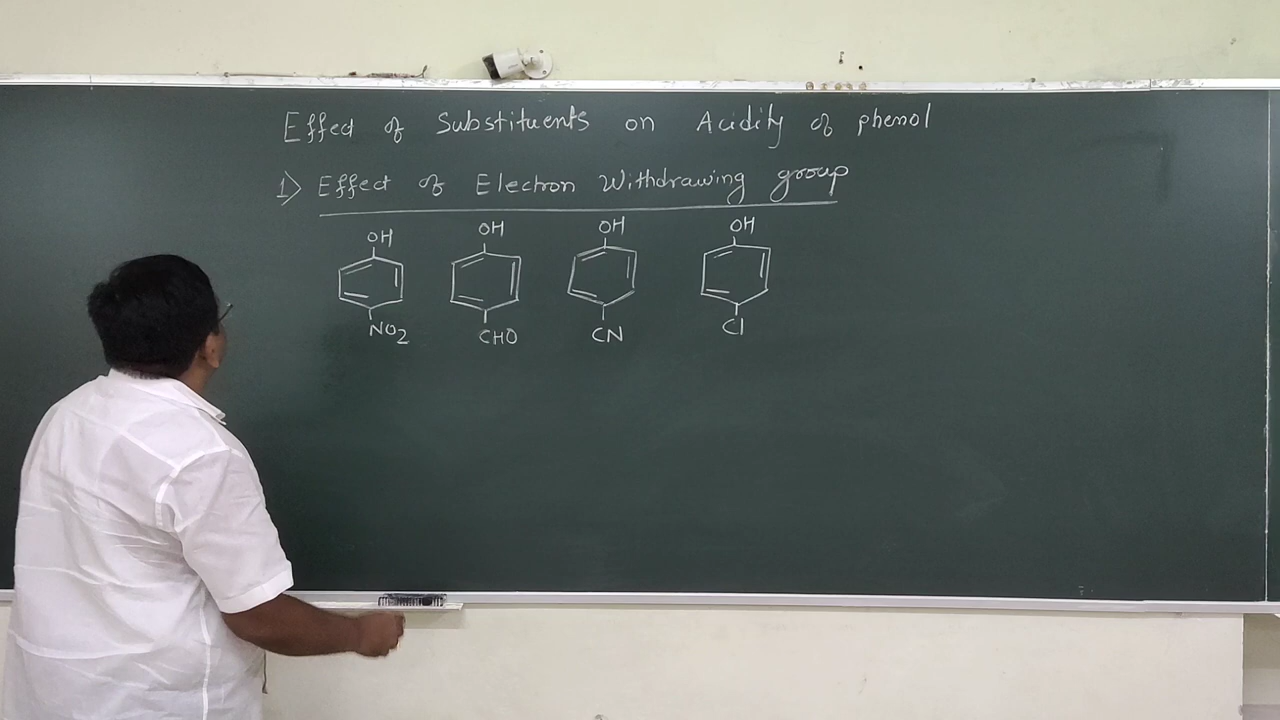 Effect of Substituents on Acidity of phenol
1) Effect of Electron Withdrawing group
OH OH OH OH
NO2 CHO CN Cl